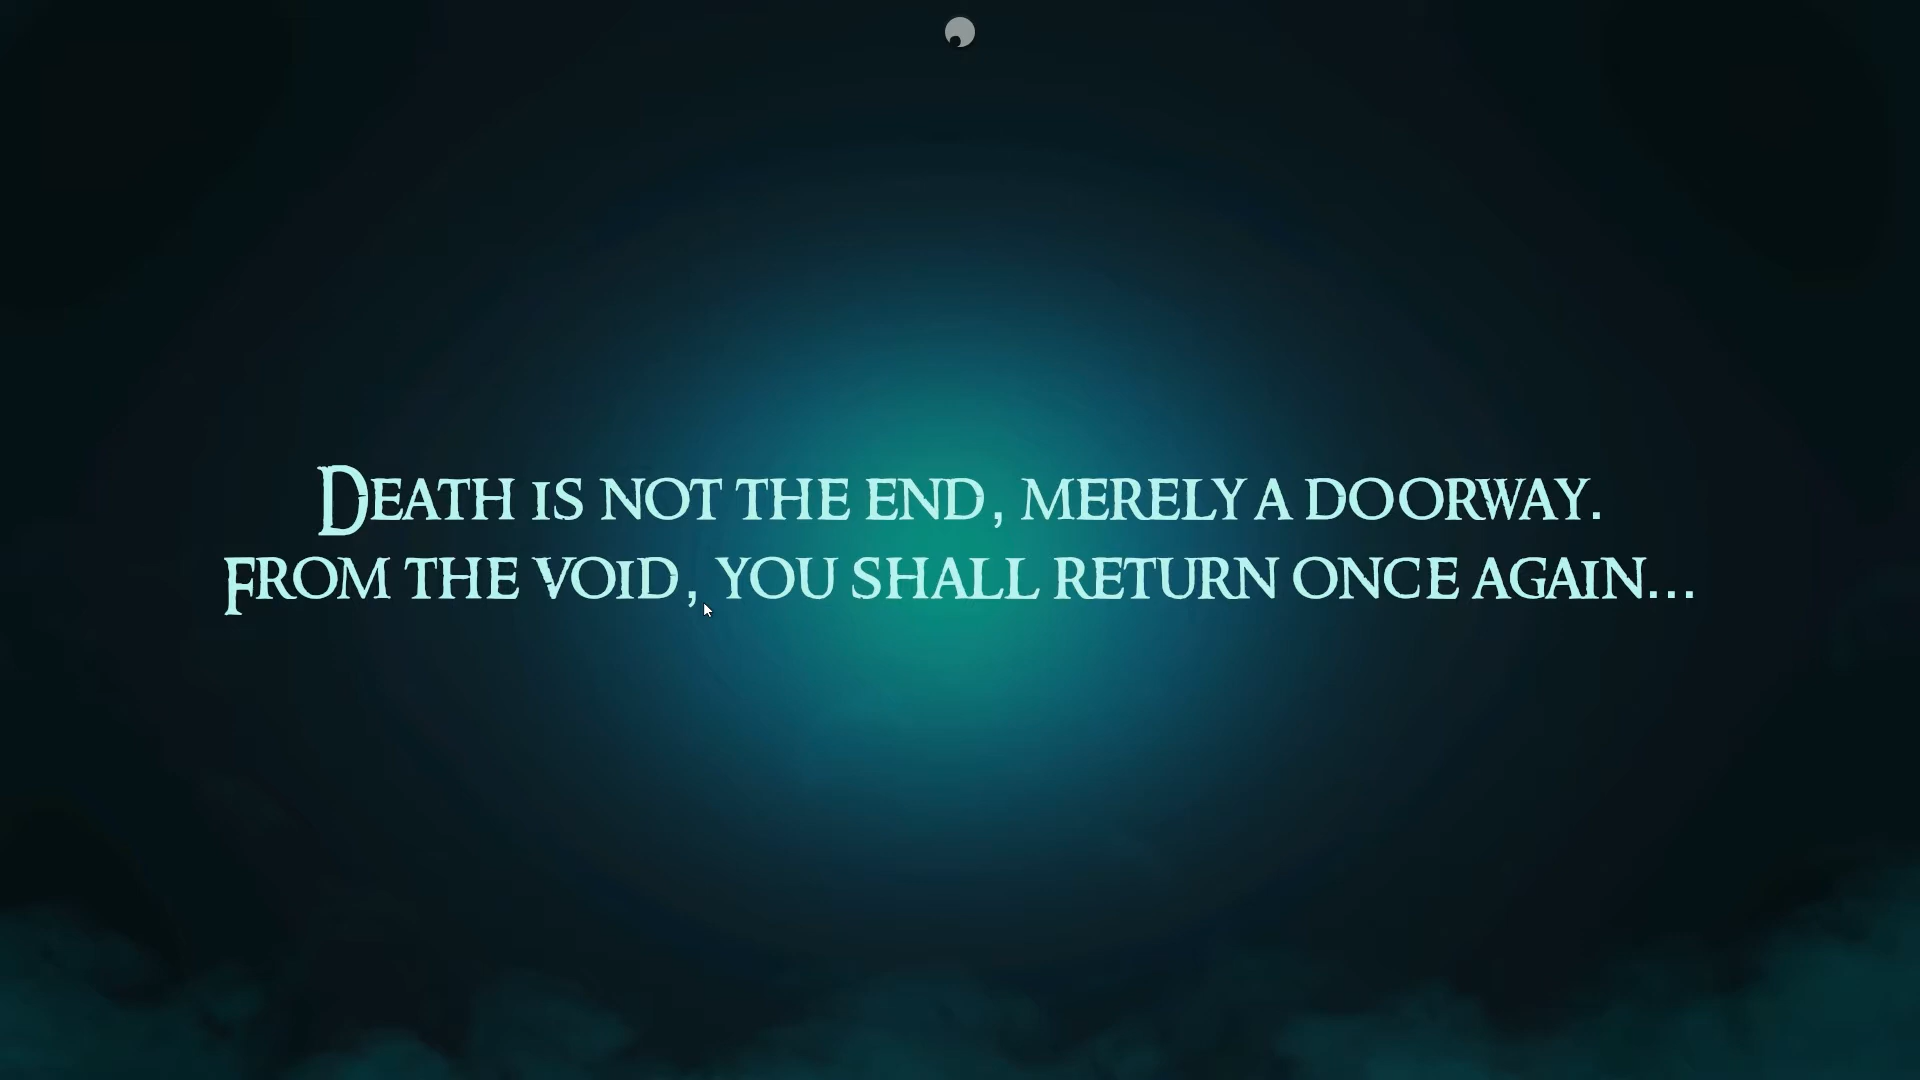 Death is not the end, merely a doorway.
From the void, you shall return once again...